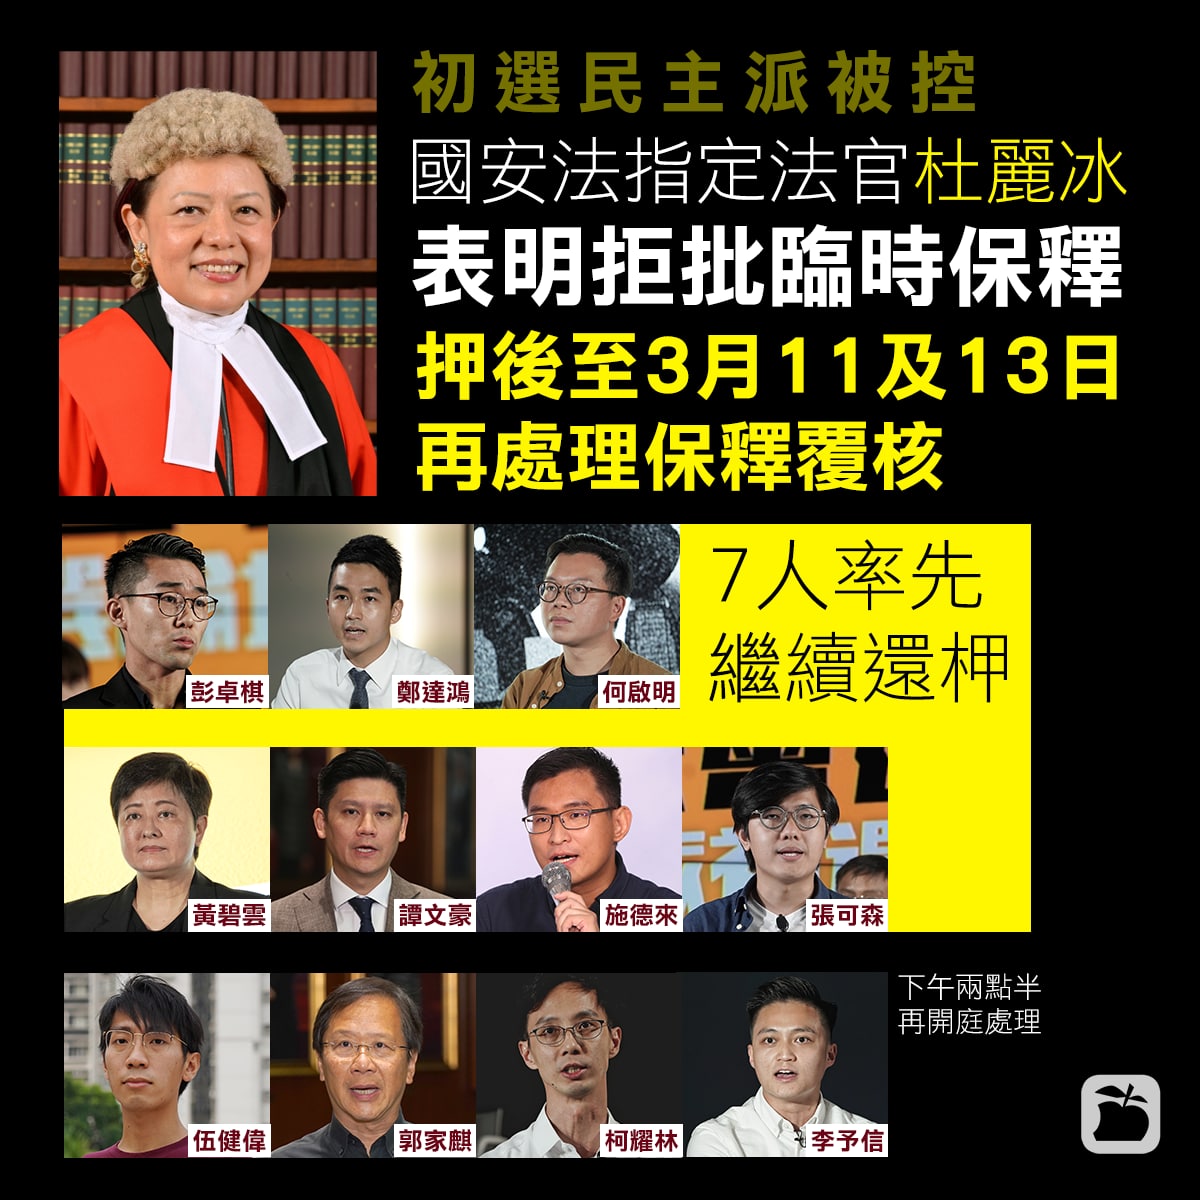 初選民主派被控
國安法指定法官杜麗冰
表明拒批臨時保釋
押後至3月11及13日
再處理保釋覆核
7人率先
繼續還柙
彭卓棋
鄭達鴻
何啟明
黃碧雲
譚文豪
施德來
張可森
伍健偉
郭家麒
柯耀林
李予信
下午兩點半
再開庭處理